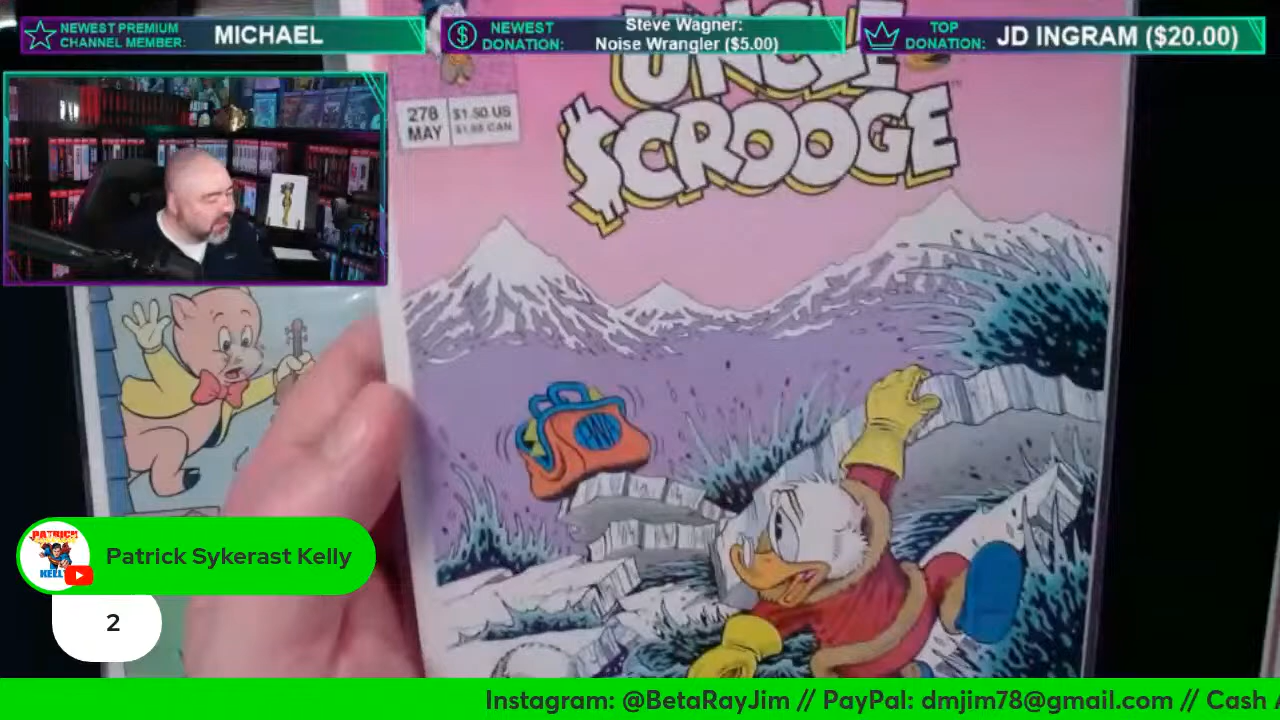 NEWEST PREMIUM
CHANNEL MEMBER:
MICHAEL
NEWEST
DONATION:
Steve Wagner:
Noise Wrangler ($5.00)
TOP
DONATION:
JD INGRAM ($20.00)
UNCLE
$CROOGE
278
MAY
$1.50 US
Patrick Sykerast Kelly
2
Instagram: @BetaRayJim // PayPal: dmjim78@gmail.com // Cash